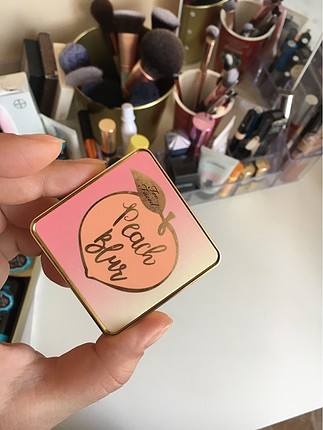 Too
Faced
Peach
Blur